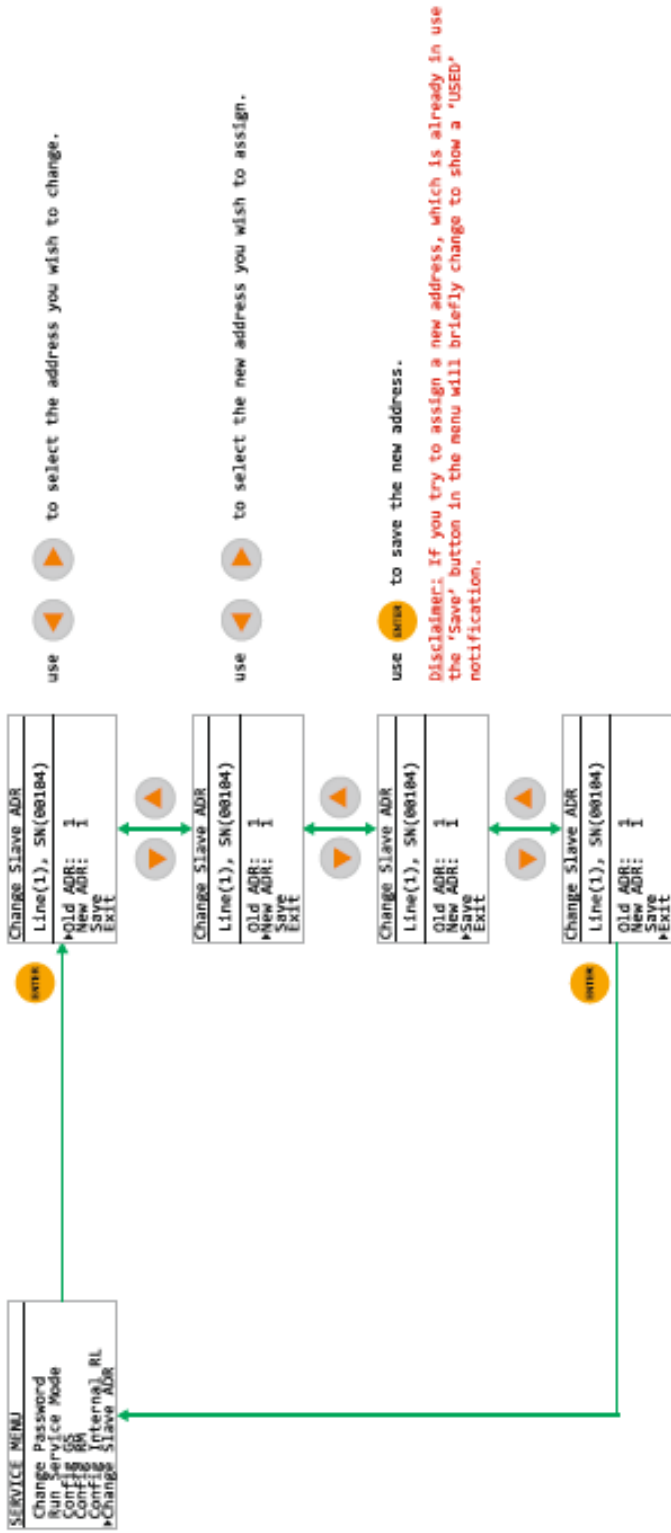 SERVICE MENU
Change Password
Run Service Mode
Config GS
Config RM
Config Internal RL
▶Change Slave ADR
ENTER
Change Slave ADR
Line(1), SN(00104)
▶Old ADR: 1
New ADR: 1
Save
Exit
use to select the address you wish to change.
Change Slave ADR
Line(1), SN(00104)
Old ADR: 1
▶New ADR: 1
Save
Exit
use to select the new address you wish to assign.
Change Slave ADR
Line(1), SN(00104)
Old ADR: 1
New ADR: 1
▶Save
Exit
use ENTER to save the new address.
Disclaimer: If you try to assign a new address, which is already in use
the 'Save' button in the menu will briefly change to show a 'USED'
notification.
ENTER
Change Slave ADR
Line(1), SN(00104)
Old ADR: 1
New ADR: 1
Save
▶Exit